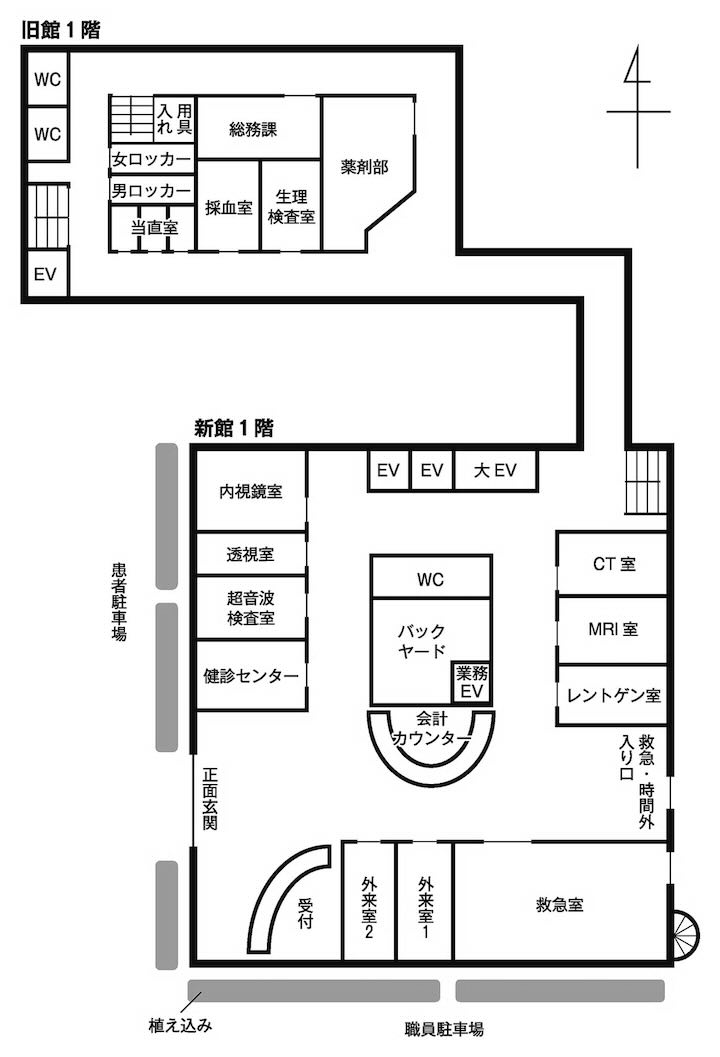 旧館1階
WC
WC
EV
用具
入れ
女ロッカー
男ロッカー
当直室
総務課
採血室
生理
検査室
薬剤部
新館1階
内視鏡室
透視室
超音波
検査室
健診センター
EV
EV
大EV
WC
バック
ヤード
業務
EV
会計
カウンター
CT室
MRI室
レントゲン室
救急・時間外
入り口
患者駐車場
正面玄関
受付
外来室2
外来室1
救急室
植え込み
職員駐車場